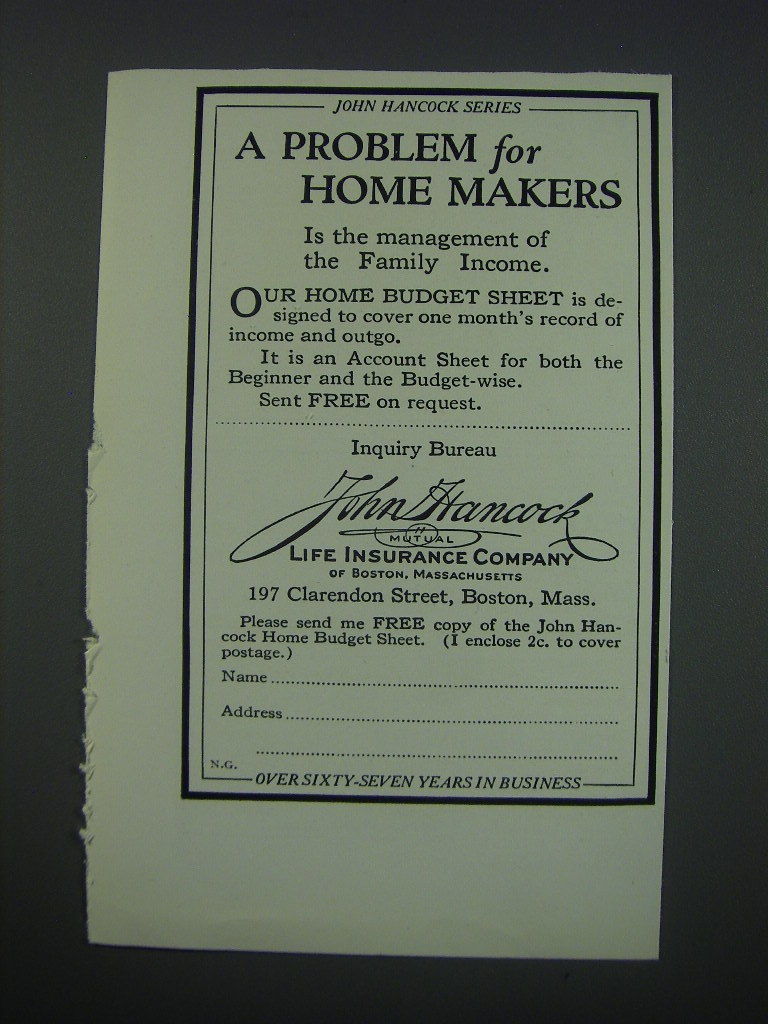 JOHN HANCOCK SERIES
A PROBLEM for
HOME MAKERS
Is the management of
the Family Income.
OUR HOME BUDGET SHEET is de-
signed to cover one month's record of
income and outgo.
It is an Account Sheet for both the
Beginner and the Budget-wise.
Sent FREE on request.
Inquiry Bureau
John Hancock
MUTUAL
LIFE INSURANCE COMPANY
OF BOSTON, MASSACHUSETTS
197 Clarendon Street, Boston, Mass.
Please send me FREE copy of the John Han-
cock Home Budget Sheet. (I enclose 2c. to cover
postage.)
Name
Address
N.G.
OVER SIXTY-SEVEN YEARS IN BUSINESS